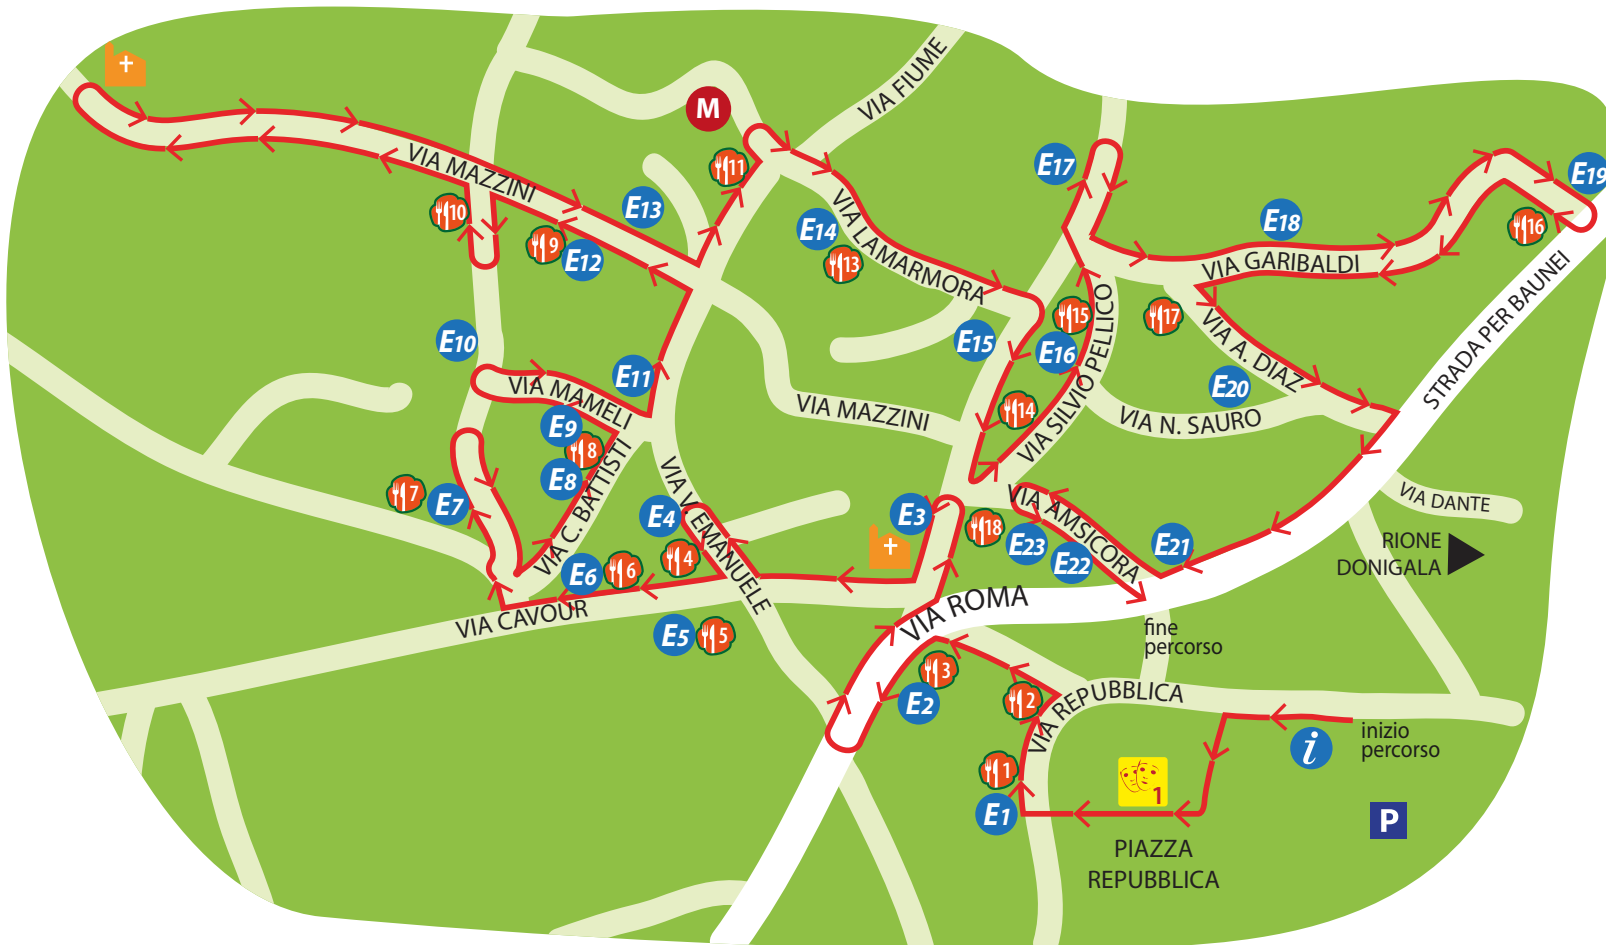 +
M
VIA FIUME
E17
E19
11
VIA MAZZINI
10
E13
E14
E18
16
9
E12
13
VIA LAMARMORA
VIA GARIBALDI
STRADA PER BAUNEI
15
VIA SILVIO PELLICO
17
E10
E15
E16
VIA A. DIAZ
E11
E20
VIA MAMELI
VIA MAZZINI
14
VIA N. SAURO
E9
8
VIA C. BATTISTI
E8
7
E7
VIA V. EMANUELE
E4
E3
18
VIA AMSICORA
VIA DANTE
+
E23
E22
E21
RIONE
DONIGALA
4
E6
6
VIA CAVOUR
VIA ROMA
E5
5
fine
percorso
3
E2
2
VIA REPUBBLICA
inizio
percorso
i
1
E1
1
P
PIAZZA
REPUBBLICA